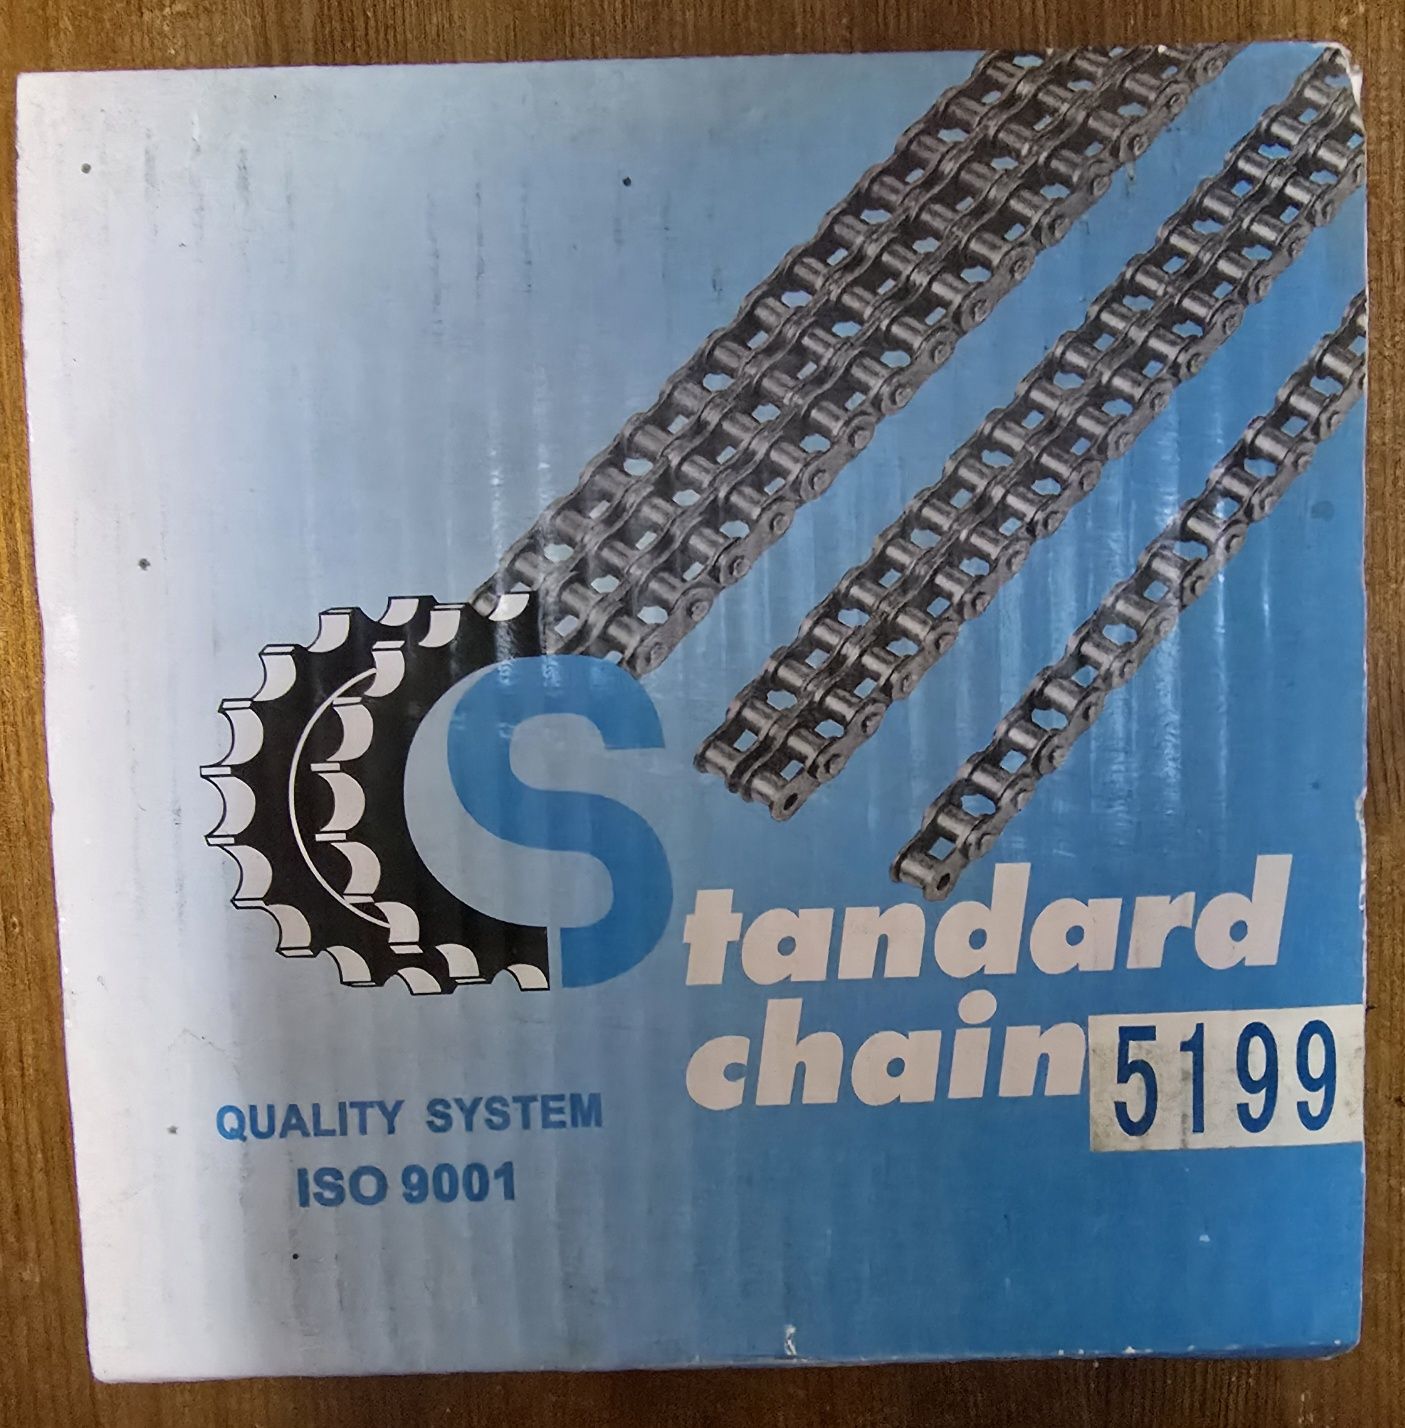 Standard
chain
5199
QUALITY SYSTEM
ISO 9001